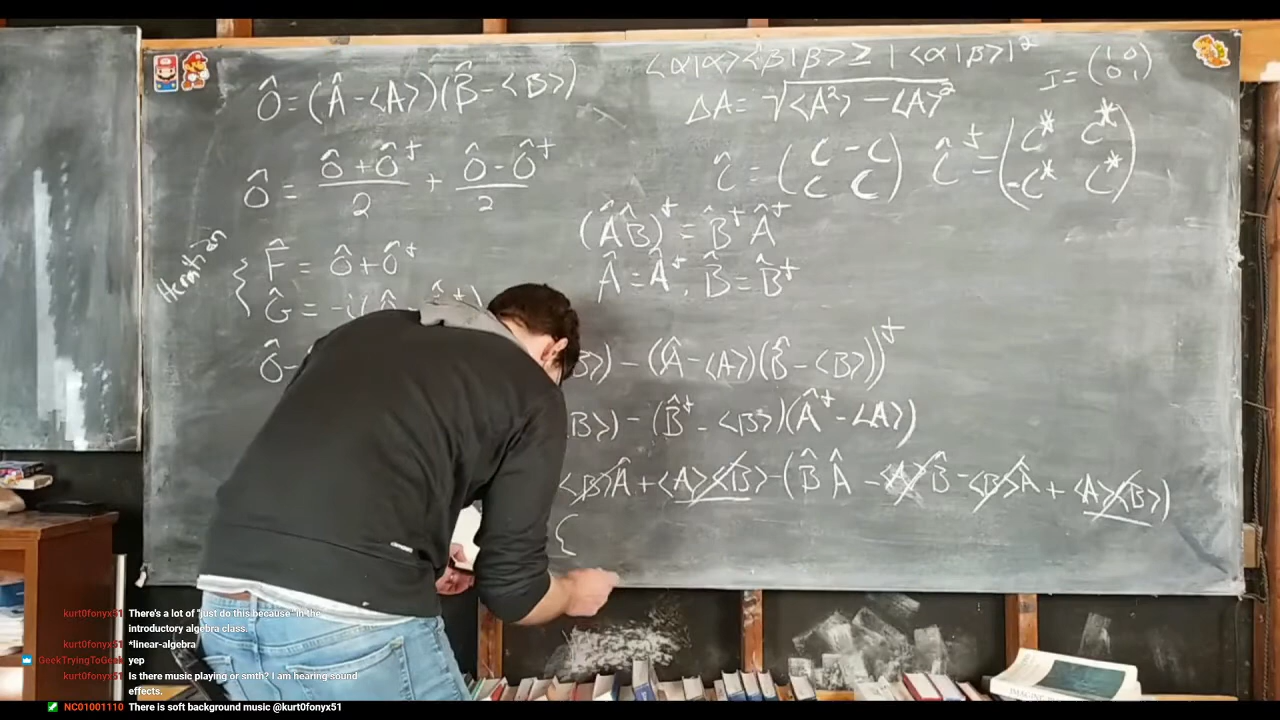 ⟨α|α⟩⟨β|β⟩ ≥ |⟨α|β⟩|²
I = (1 0
0 1)
Ô = (Â - ⟨A⟩)(B̂ - ⟨B⟩)
ΔA = √⟨A²⟩ - ⟨A⟩²
Ô = Ô + Ô† / 2 + Ô - Ô† / 2
Ĉ = (C -C
C C)
Ĉ† = (C* C*
-C* C*)
(ÂB̂)† = B̂†Â†
 = †, B̂ = B̂†
F̂ = Ô + Ô†
Ĝ = -i(
Ô -
B⟩) - (Â - ⟨A⟩)(B̂ - ⟨B⟩))†
B⟩) - (B̂† - ⟨B⟩)(† - ⟨A⟩)
⟨B⟩Â + ⟨A⟩⟨B⟩ - (B̂ Â - ⟨A⟩B̂ - ⟨B⟩Â + ⟨A⟩⟨B⟩)
kurt0fonyx51 There's a lot of "just do this because" in the
introductory algebra class.
kurt0fonyx51 *linear-algebra
GeekTryingToGeek yep
kurt0fonyx51 Is there music playing or smth? I am hearing sound
effects.
NC01001110 There is soft background music @kurt0fonyx51